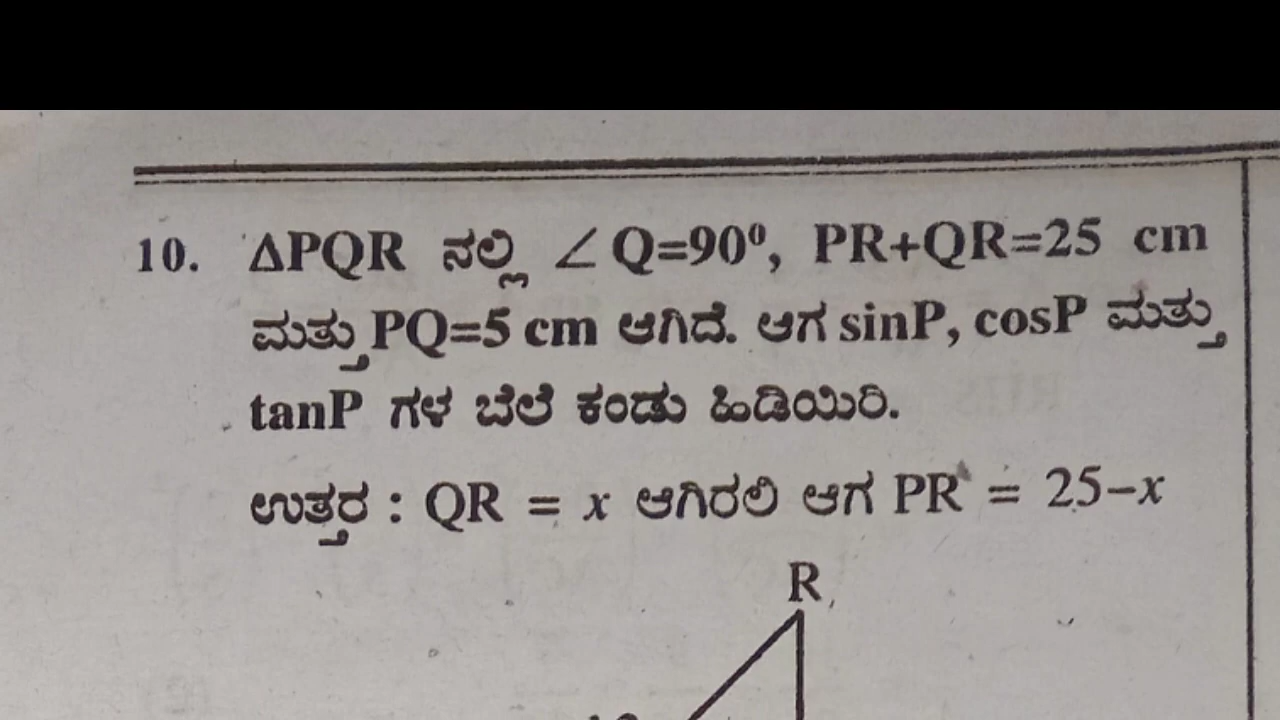 10. ΔPQR ನಲ್ಲಿ ∠Q=90⁰, PR+QR=25 cm
ಮತ್ತು PQ=5 cm ಆಗಿದೆ. ಆಗ sinP, cosP ಮತ್ತು
tanP ಗಳ ಬೆಲೆ ಕಂಡು ಹಿಡಿಯಿರಿ.
ಉತ್ತರ : QR = x ಆಗಿರಲಿ ಆಗ PR = 25–x
R